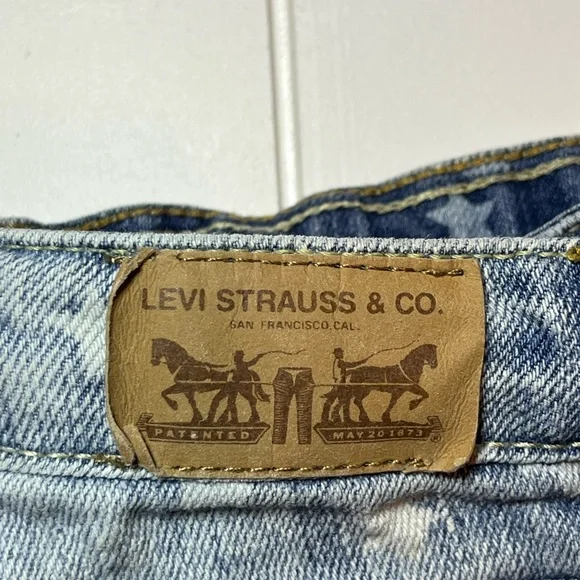 LEVI STRAUSS & CO.
SAN FRANCISCO,CAL.
PATENTED MAY 20 1873
®